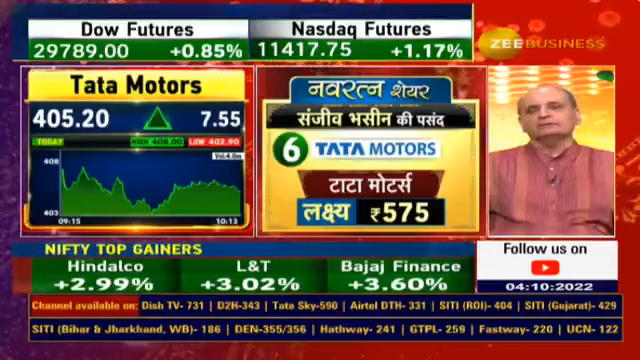 Dow Futures
29789.00 +0.85%
Nasdaq Futures
11417.75 +1.17%
ZEE BUSINESS
Tata Motors
405.20 ▲ 7.55
TODAY HIGH 408.00 LOW 402.90
Vol:4.0m
408
403
09:15 10:13
नवरत्न शेयर
संजीव भसीन की पसंद
6 TATA MOTORS
टाटा मोटर्स
लक्ष्य ₹575
NIFTY TOP GAINERS
Hindalco
+2.99%
L&T
+3.02%
Bajaj Finance
+3.60%
Follow us on
04:10:2022
Channel available on: Dish TV- 731 | D2H-343 | Tata Sky-590 | Airtel DTH- 331 | SITI (ROI)- 404 | SITI (Gujarat)- 429
SITI (Bihar & Jharkhand, WB)- 186 | DEN-355/356 | Hathway- 241 | GTPL- 259 | Fastway- 220 | UCN- 122